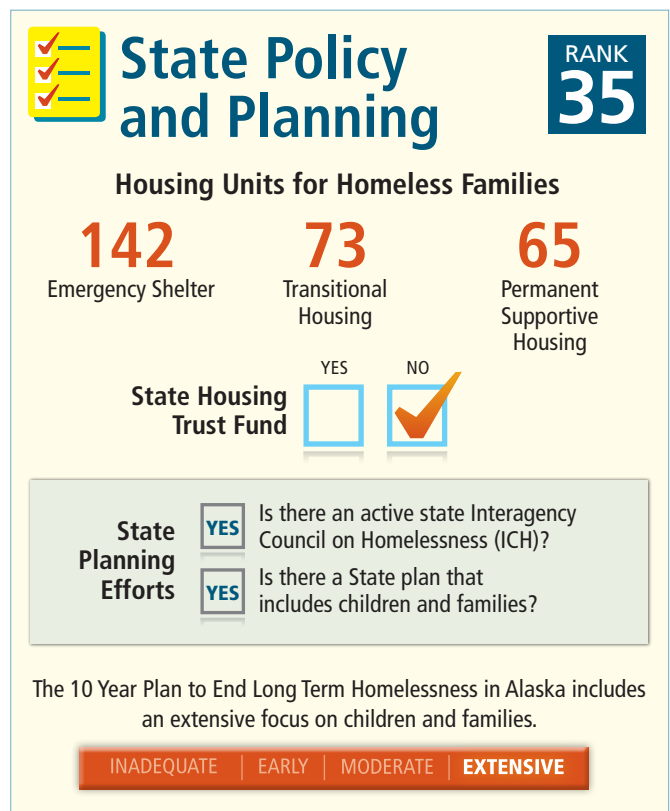 State Policy
and Planning
RANK
35
Housing Units for Homeless Families
142
Emergency Shelter
73
Transitional
Housing
65
Permanent
Supportive
Housing
State Housing
Trust Fund
YES
NO
State
Planning
Efforts
YES
Is there an active state Interagency
Council on Homelessness (ICH)?
YES
Is there a State plan that
includes children and families?
The 10 Year Plan to End Long Term Homelessness in Alaska includes
an extensive focus on children and families.
INADEQUATE | EARLY | MODERATE | EXTENSIVE